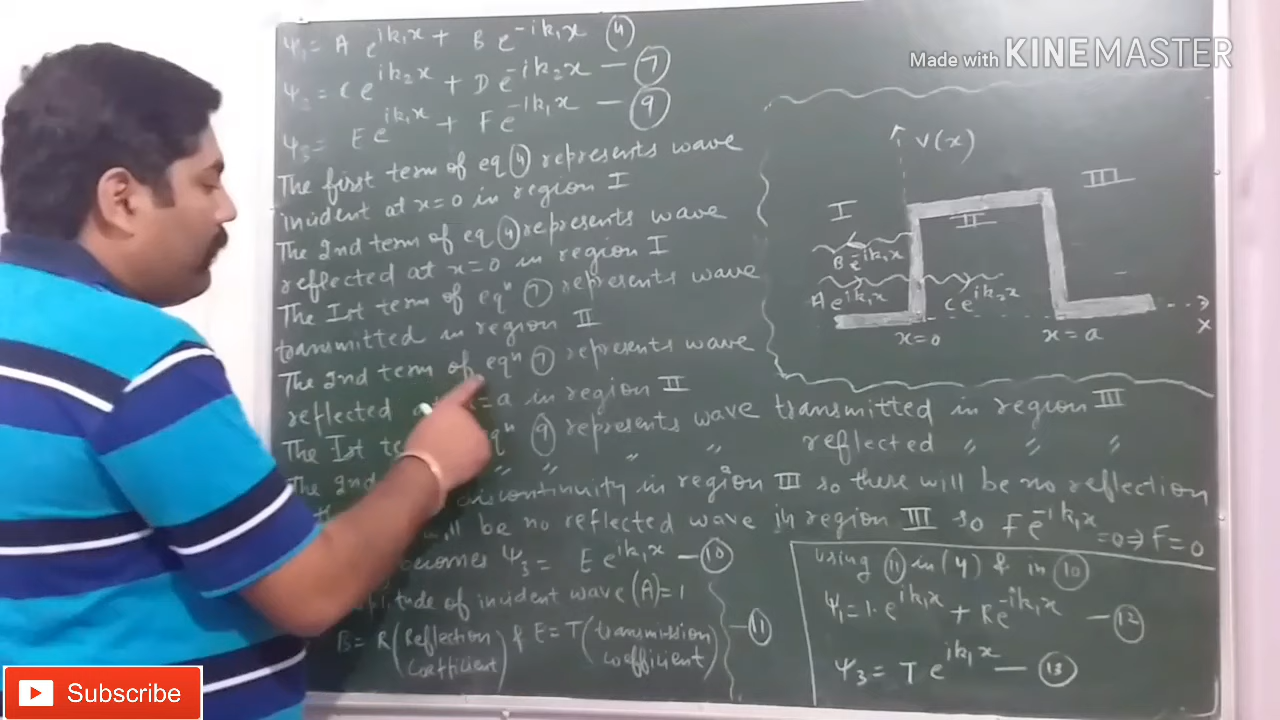 Ψ₁ = A e^{ik₁x} + B e^{-ik₁x} ④
Ψ₂ = C e^{ik₂x} + D e^{-ik₂x} — ⑦
Ψ₃ = E e^{ik₁x} + F e^{-ik₁x} — ⑨
The first term of eq ④ represents wave
inident at x=0 in region I
The 2nd term of eq ④ represents wave
reflected at x=0 in region I
The Ist term of eqⁿ ⑦ represents wave
transmitted in region II
The 2nd term of eqⁿ ⑦ represents wave
reflected x=a in region II
The Ist eqⁿ ⑨ represents wave transmitted in region III
The 2nd " " " " reflected " " "
discontinuity in region III so there will be no reflection
will be no reflected wave in region III so F e^{-ik₁x} = 0 ⇒ F = 0
becomes Ψ₃ = E e^{ik₁x} — ⑩
of incident wave (A) = 1
B = R (Reflection coefficient) & E = T (transmission coefficient) — ⑪
Made with KINEMASTER
V(x)
I
II
III
B e^{-ik₁x}
A e^{ik₁x}
C e^{ik₂x}
x=0
x=a
x
using ⑪ in (4) & in ⑩
Ψ₁ = 1. e^{ik₁x} + R e^{-ik₁x} — ⑫
Ψ₃ = T e^{ik₁x} — ⑬
Subscribe